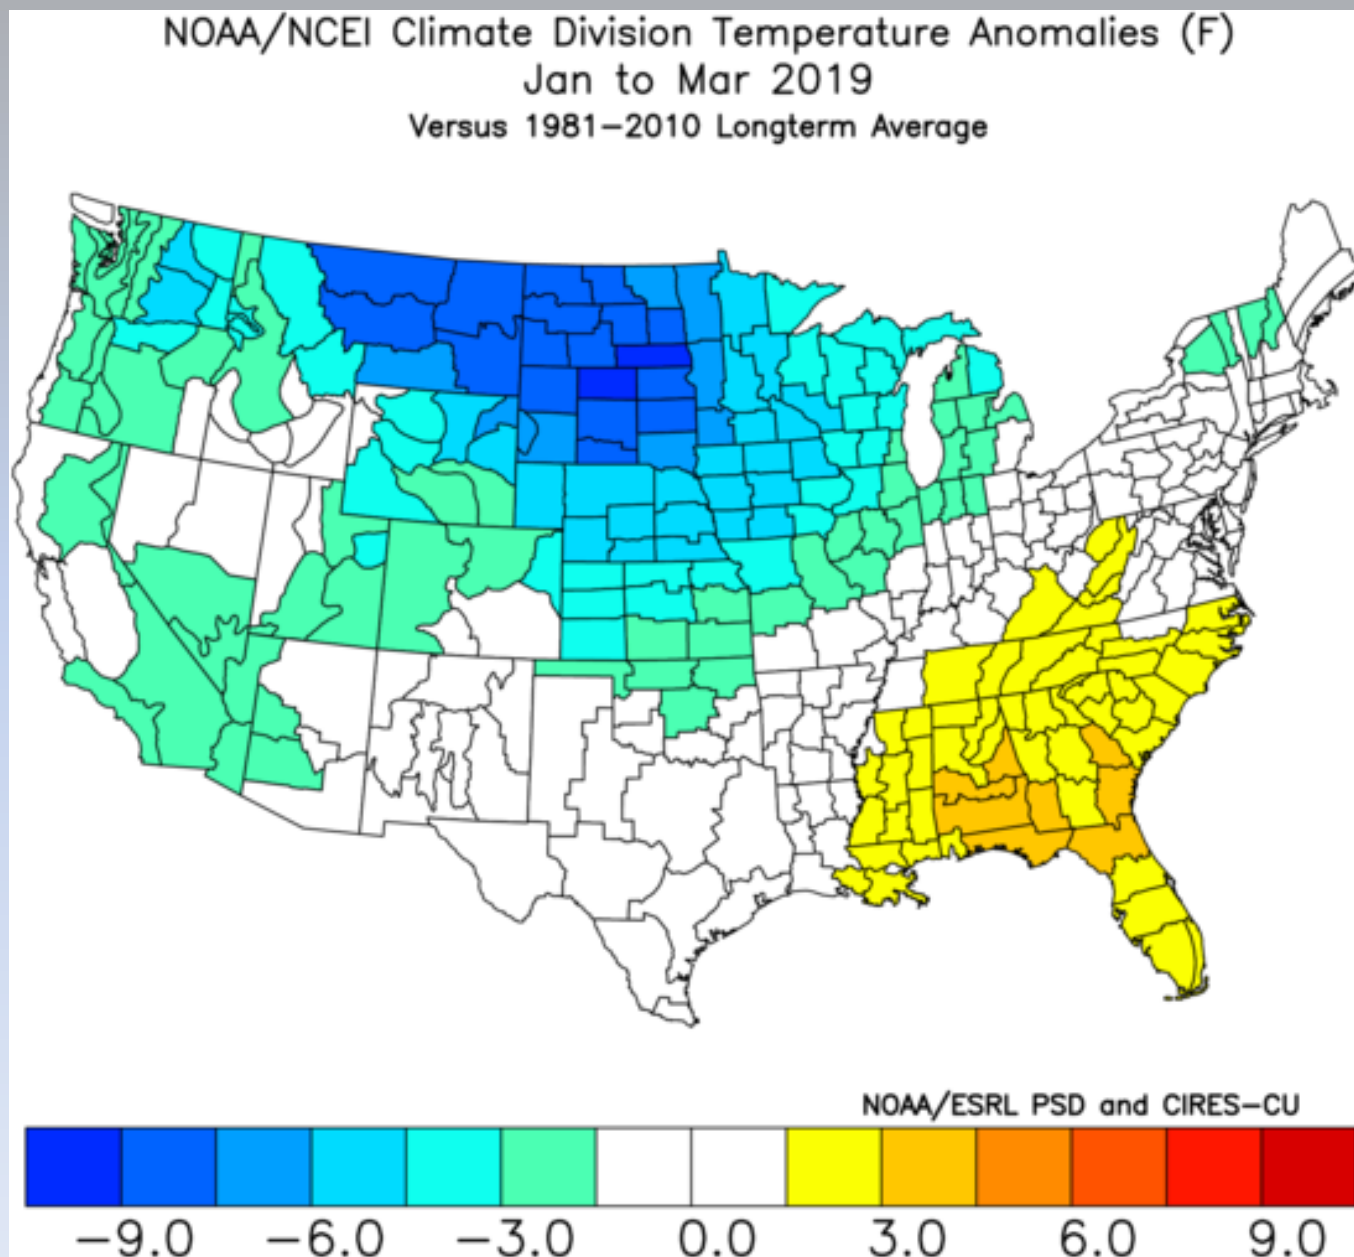 NOAA/NCEI Climate Division Temperature Anomalies (F)
Jan to Mar 2019
Versus 1981−2010 Longterm Average
NOAA/ESRL PSD and CIRES−CU
−9.0 −6.0 −3.0 0.0 3.0 6.0 9.0